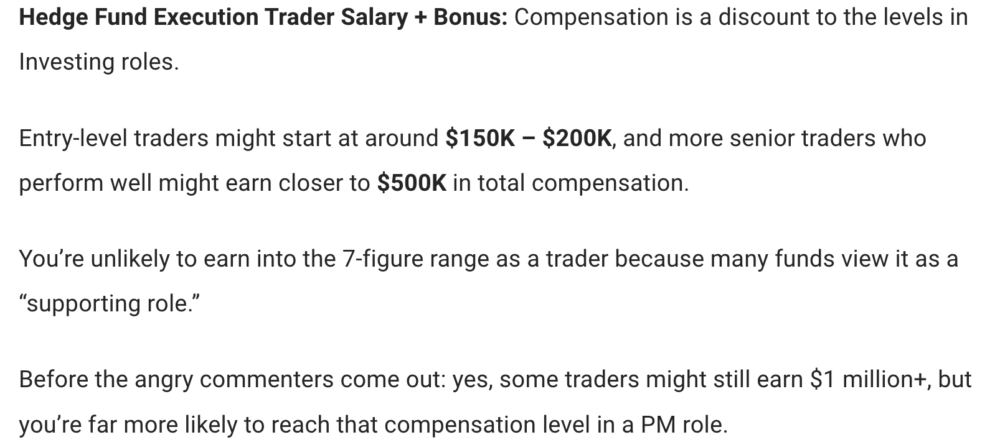 Hedge Fund Execution Trader Salary + Bonus: Compensation is a discount to the levels in
Investing roles.
Entry-level traders might start at around $150K – $200K, and more senior traders who
perform well might earn closer to $500K in total compensation.
You’re unlikely to earn into the 7-figure range as a trader because many funds view it as a
“supporting role.”
Before the angry commenters come out: yes, some traders might still earn $1 million+, but
you’re far more likely to reach that compensation level in a PM role.